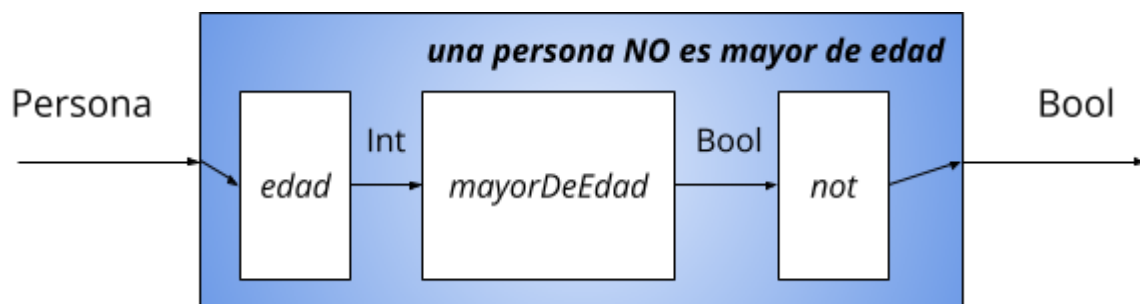 una persona NO es mayor de edad
Persona
edad
Int
mayorDeEdad
Bool
not
Bool